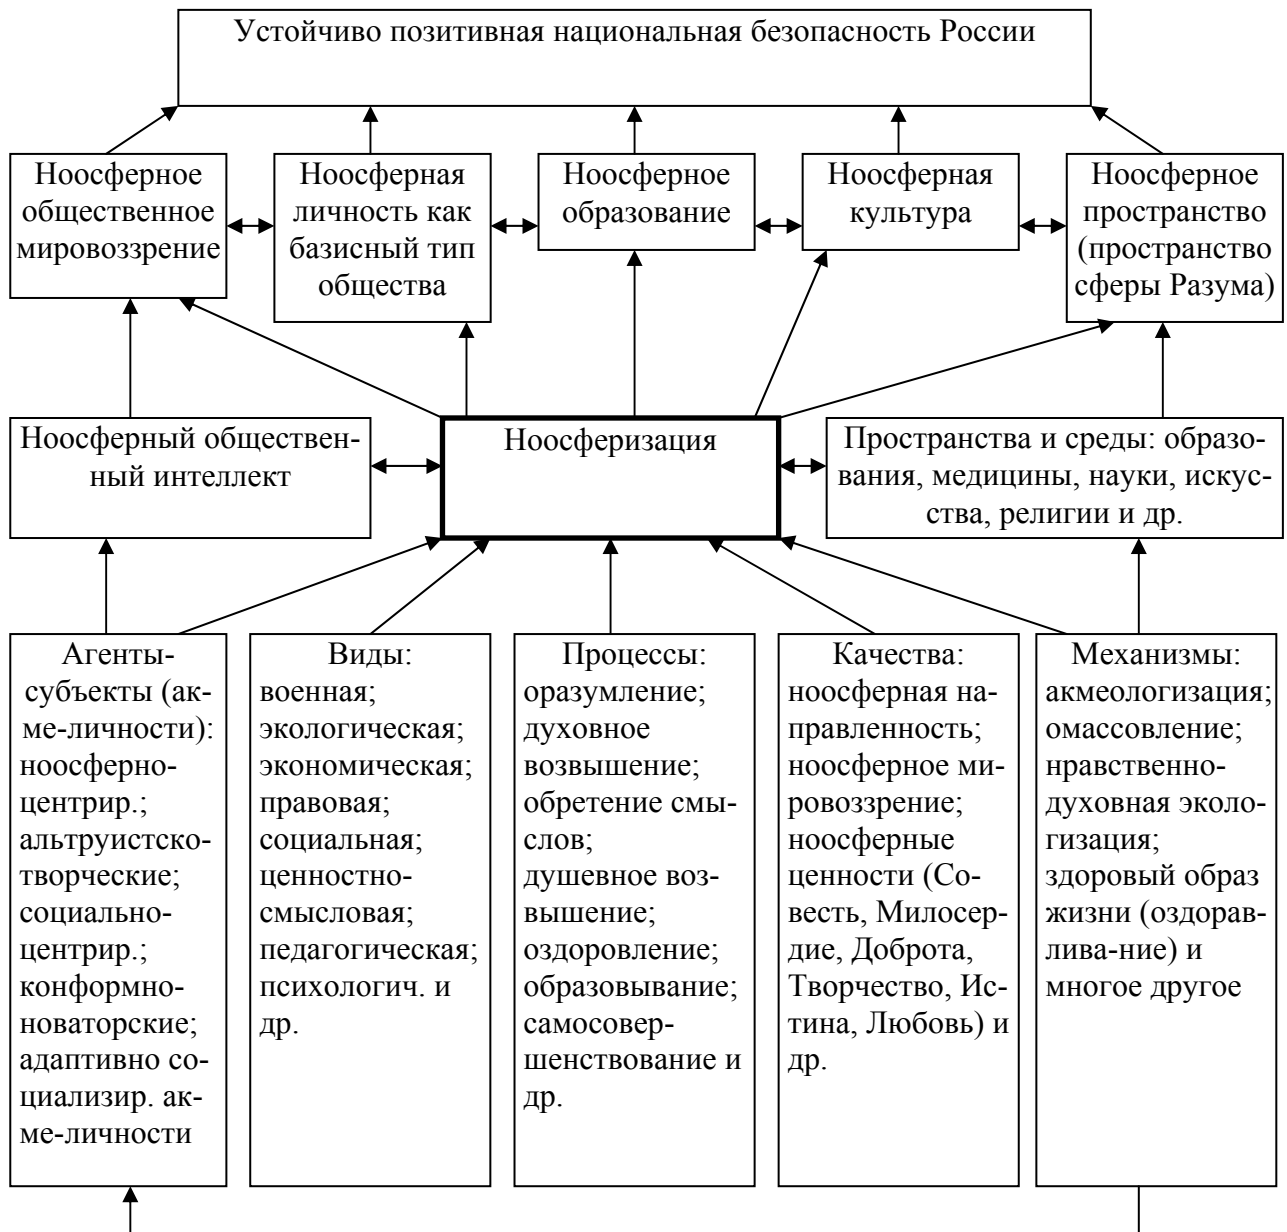 Устойчиво позитивная национальная безопасность России
Ноосферное
общественное
мировоззрение
Ноосферная
личность как
базисный тип
общества
Ноосферное
образование
Ноосферная
культура
Ноосферное
пространство
(пространство
сферы Разума)
Ноосферный обществен-
ный интеллект
Ноосферизация
Пространства и среды: образо-
вания, медицины, науки, искус-
ства, религии и др.
Агенты-
субъекты (ак-
ме-личности):
ноосферно-
центрир.;
альтруистско-
творческие;
социально-
центрир.;
конформно-
новаторские;
адаптивно со-
циализир. ак-
ме-личности
Виды:
военная;
экологическая;
экономическая;
правовая;
социальная;
ценностно-
смысловая;
педагогическая;
психологич. и
др.
Процессы:
оразумление;
духовное
возвышение;
обретение смы-
слов;
душевное воз-
вышение;
оздоровление;
образовывание;
самосовер-
шенствование и
др.
Качества:
ноосферная на-
правленность;
ноосферное ми-
ровоззрение;
ноосферные
ценности (Со-
весть, Милосер-
дие, Доброта,
Творчество, Ис-
тина, Любовь) и
др.
Механизмы:
акмеологизация;
омассовление;
нравственно-
духовная эколо-
гизация;
здоровый образ
жизни (оздорав-
лива-ние) и
многое другое